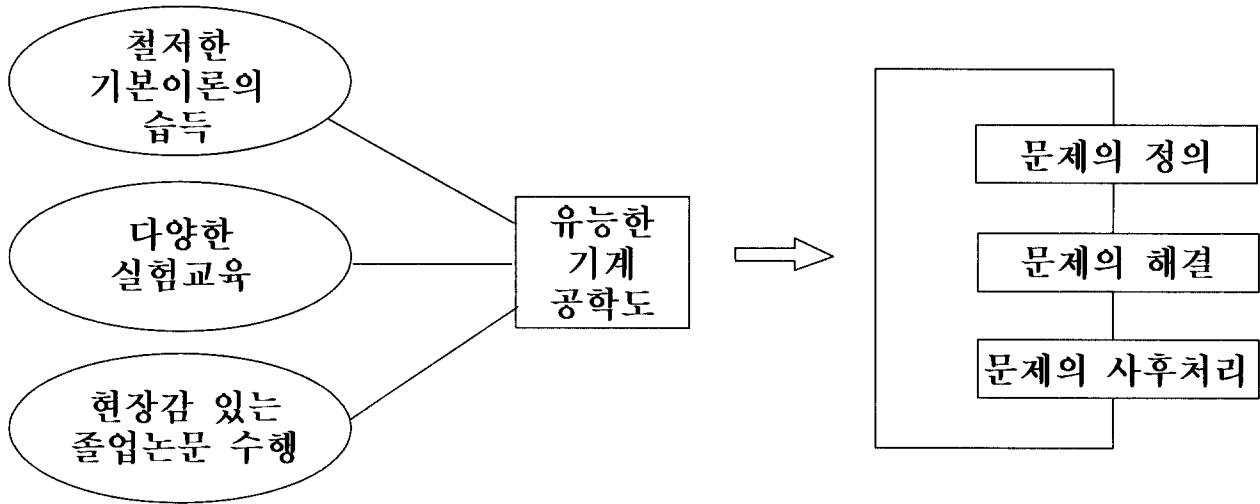 철저한
기본이론의
습득
다양한
실험교육
현장감 있는
졸업논문 수행
유능한
기계
공학도
문제의 정의
문제의 해결
문제의 사후처리